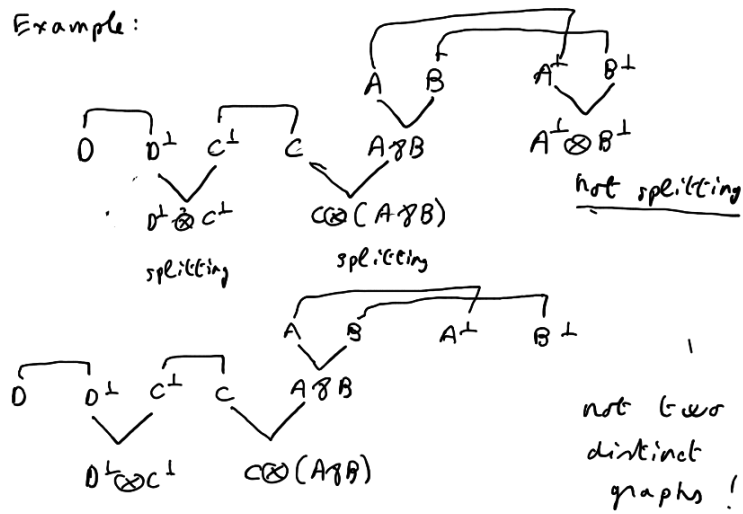 Example:
A B A⊥ B⊥
D D⊥ C⊥ C A⅋B A⊥⊗B⊥
not splitting
D⊥⊗C⊥ C⊗(A⅋B)
splitting splitting
A B A⊥ B⊥
D D⊥ C⊥ C A⅋B
not two
distinct
graphs !
D⊥⊗C⊥ C⊗(A⅋B)